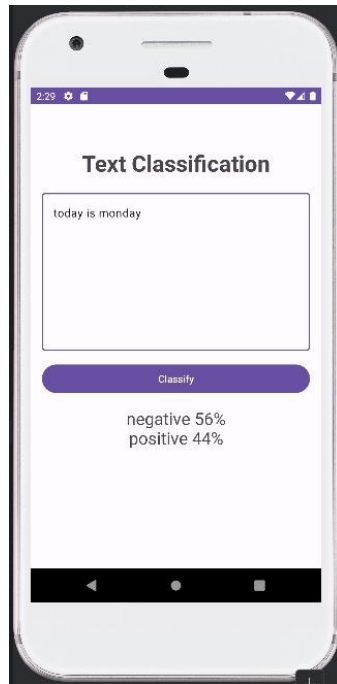 2:29
Text Classification
today is monday
Classify
negative 56%
positive 44%